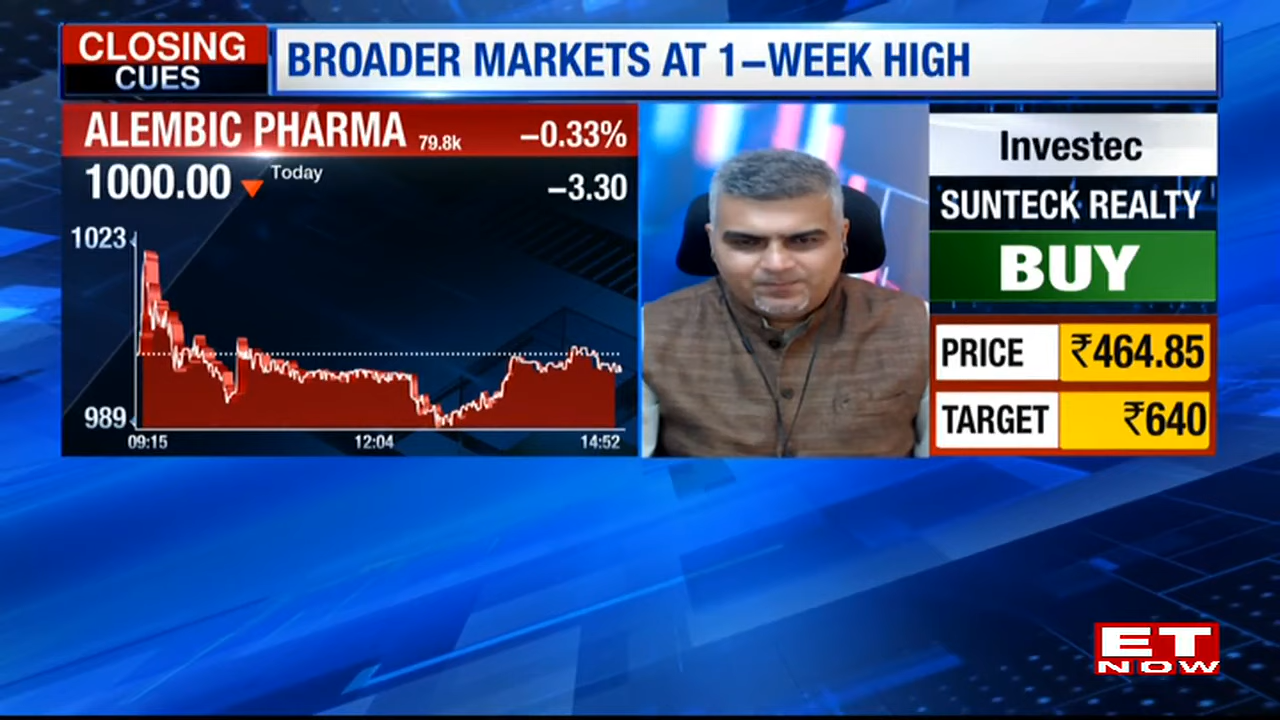 CLOSING
CUES
BROADER MARKETS AT 1–WEEK HIGH
ALEMBIC PHARMA 79.8k –0.33%
1000.00 Today –3.30
1023
989
09:15 12:04 14:52
Investec
SUNTECK REALTY
BUY
PRICE ₹464.85
TARGET ₹640
ET
NOW